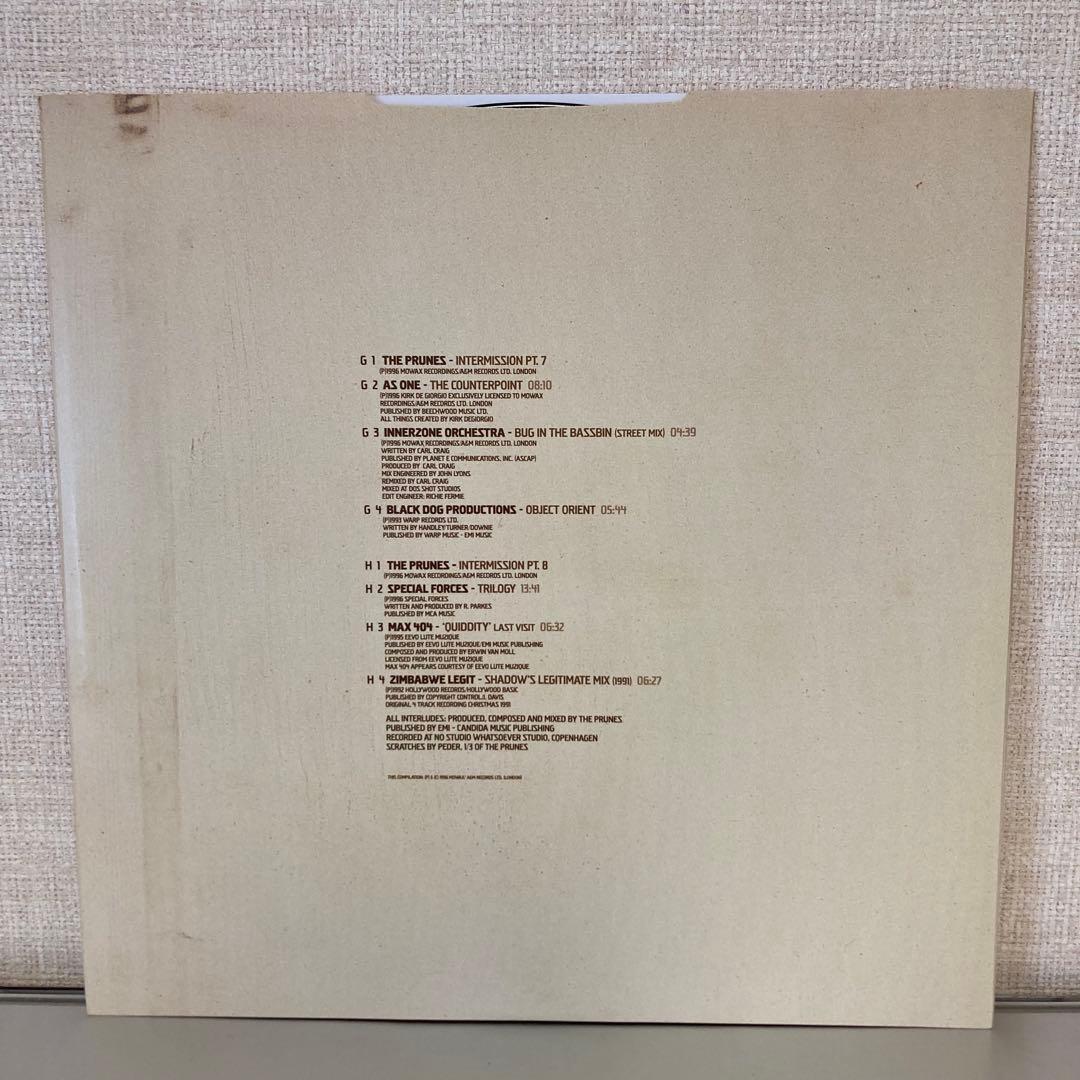 G 1 THE PRUNES - INTERMISSION PT. 7
(P)1996 MOWAX RECORDINGS/A&M RECORDS LTD. LONDON
G 2 AS ONE - THE COUNTERPOINT 08:10
(P)1996 KIRK DE GIORGIO EXCLUSIVELY LICENSED TO MOWAX
RECORDINGS/A&M RECORDS LTD. LONDON
PUBLISHED BY BEECHWOOD MUSIC LTD.
ALL THINGS CREATED BY KIRK DEGIORGIO
G 3 INNERZONE ORCHESTRA - BUG IN THE BASSBIN (STREET MIX) 04:39
(P)1996 MOWAX RECORDINGS/A&M RECORDS LTD. LONDON
WRITTEN BY CARL CRAIG
PUBLISHED BY PLANET E COMMUNICATIONS, INC. (ASCAP)
PRODUCED BY CARL CRAIG
MIX ENGINEERED BY JOHN LYONS
REMIXED BY CARL CRAIG
MIXED AT DOS SHOT STUDIOS
EDIT ENGINEER: RICHIE FERMIE
G 4 BLACK DOG PRODUCTIONS - OBJECT ORIENT 05:44
(P)1993 WARP RECORDS LTD.
WRITTEN BY HANDLEY/TURNER/DOWNIE
PUBLISHED BY WARP MUSIC - EMI MUSIC
H 1 THE PRUNES - INTERMISSION PT. 8
(P)1996 MOWAX RECORDINGS/A&M RECORDS LTD. LONDON
H 2 SPECIAL FORCES - TRILOGY 13:41
(P)1996 SPECIAL FORCES
WRITTEN AND PRODUCED BY R. PARKES
PUBLISHED BY MCA MUSIC
H 3 MAX 404 - 'QUIDDITY' LAST VISIT 06:32
(P)1995 EEVO LUTE MUZIQUE
PUBLISHED BY EEVO LUTE MUZIQUE/EMI MUSIC PUBLISHING
COMPOSED AND PRODUCED BY ERWIN VAN MOLL
LICENSED FROM EEVO LUTE MUZIQUE
MAX 404 APPEARS COURTESY OF EEVO LUTE MUZIQUE
H 4 ZIMBABWE LEGIT - SHADOW'S LEGITIMATE MIX (1991) 06:27
(P)1992 HOLLYWOOD RECORDS/HOLLYWOOD BASIC
PUBLISHED BY COPYRIGHT CONTROL/J. DAVIS
ORIGINAL 4 TRACK RECORDING CHRISTMAS 1991
ALL INTERLUDES: PRODUCED, COMPOSED AND MIXED BY THE PRUNES
PUBLISHED BY EMI - CANDIDA MUSIC PUBLISHING
RECORDED AT NO STUDIO WHATSOEVER STUDIO, COPENHAGEN
SCRATCHES BY PEDER, 1/3 OF THE PRUNES
THIS COMPILATION (P) & (C) 1996 MOWAX/ A&M RECORDS LTD. (LONDON)